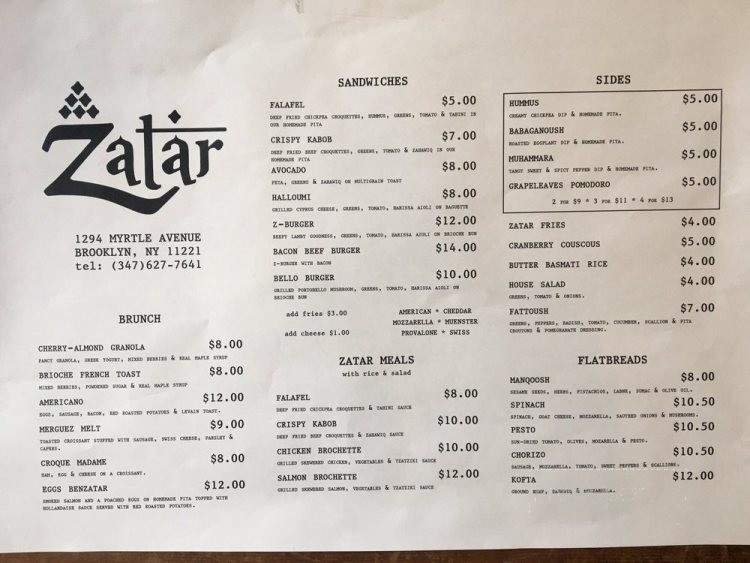 Zatar
1294 MYRTLE AVENUE
BROOKLYN, NY 11221
tel: (347)627-7641
BRUNCH
CHERRY-ALMOND GRANOLA $8.00
FANCY GRANOLA, GREEK YOGURT, MIXED BERRIES & REAL MAPLE SYRUP
BRIOCHE FRENCH TOAST $8.00
MIXED BERRIES, POWDERED SUGAR & REAL MAPLE SYRUP
AMERICANO $12.00
EGGS, SAUSAGE, BACON, RED ROASTED POTATOES & LEVAIN TOAST.
MERGUEZ MELT $9.00
TOASTED CROISSANT STUFFED WITH SAUSAGE, SWISS CHEESE, PARSLEY &
CAPERS.
CROQUE MADAME $8.00
HAM, EGG & CHEESE ON A CROISSANT.
EGGS BENZATAR $12.00
SMOKED SALMON AND A POACHED EGGS ON HOMEMADE PITA TOPPED WITH
HOLLANDAISE SAUCE SERVED WITH RED ROASTED POTATOES.
SANDWICHES
FALAFEL $5.00
DEEP FRIED CHICKPEA CROQUETTES, HUMMUS, GREENS, TOMATO & TAHINI IN
OUR HOMEMADE PITA
CRISPY KABOB $7.00
DEEP FRIED BEEF CROQUETTES, GREENS, TOMATO & ZAHAWIQ IN OUR
HOMEMADE PITA
AVOCADO $8.00
FETA, GREENS & ZAHAWIQ ON MULTIGRAIN TOAST
HALLOUMI $8.00
GRILLED CYPRUS CHEESE, GREENS, TOMATO, HARISSA AIOLI ON BAGUETTE
Z-BURGER $12.00
BEEFY LAMBY GOODNESS, GREENS, TOMATO, HARISSA AIOLI ON BRIOCHE BUN
BACON BEEF BURGER $14.00
Z-BURGER WITH BACON
BELLO BURGER $10.00
GRILLED PORTOBELLO MUSHROOM, GREENS, TOMATO, HARISSA AIOLI ON
BRIOCHE BUN
add fries $3.00 AMERICAN * CHEDDAR
MOZZARELLA * MUENSTER
add cheese $1.00 PROVALONE * SWISS
ZATAR MEALS
with rice & salad
FALAFEL $8.00
DEEP FRIED CHICKPEA CROQUETTES & TAHINI SAUCE
CRISPY KABOB $10.00
DEEP FRIED BEEF CROQUETTES & ZAHAWIQ SAUCE
CHICKEN BROCHETTE $10.00
GRILLED SKEWERED CHICKEN, VEGETABLES & TZATZIKI SAUCE
SALMON BROCHETTE $12.00
GRILLED SKEWERED SALMON, VEGETABLES & TZATZIKI SAUCE
SIDES
HUMMUS $5.00
CREAMY CHICKPEA DIP & HOMEMADE PITA.
BABAGANOUSH $5.00
ROASTED EGGPLANT DIP & HOMEMADE PITA.
MUHAMMARA $5.00
TANGY SWEET & SPICY PEPPER DIP & HOMEMADE PITA.
GRAPELEAVES POMODORO $5.00
2 FOR $9 * 3 FOR $11 * 4 FOR $13
ZATAR FRIES $4.00
CRANBERRY COUSCOUS $5.00
BUTTER BASMATI RICE $4.00
HOUSE SALAD $4.00
GREENS, TOMATO & ONIONS.
FATTOUSH $7.00
GREENS, PEPPERS, RADISH, TOMATO, CUCUMBER, SCALLION & PITA
CROUTONS & POMEGRANATE DRESSING.
FLATBREADS
MANQOOSH $8.00
SESAME SEEDS, HERBS, PISTACHIOS, LABNE, SUMAC & OLIVE OIL.
SPINACH $10.50
SPINACH, GOAT CHEESE, MOZZARELLA, SAUTEED ONIONS & MUSHROOMS.
PESTO $10.50
SUN-DRIED TOMATO, OLIVES, MOZARELLA & PESTO.
CHORIZO $10.50
SAUSAGE, MOZZARELLA, TOMATO, SWEET PEPPERS & SCALLIONS.
KOFTA $12.00
GROUND BEEF, ZAHAWIQ & MOZZARELLA.